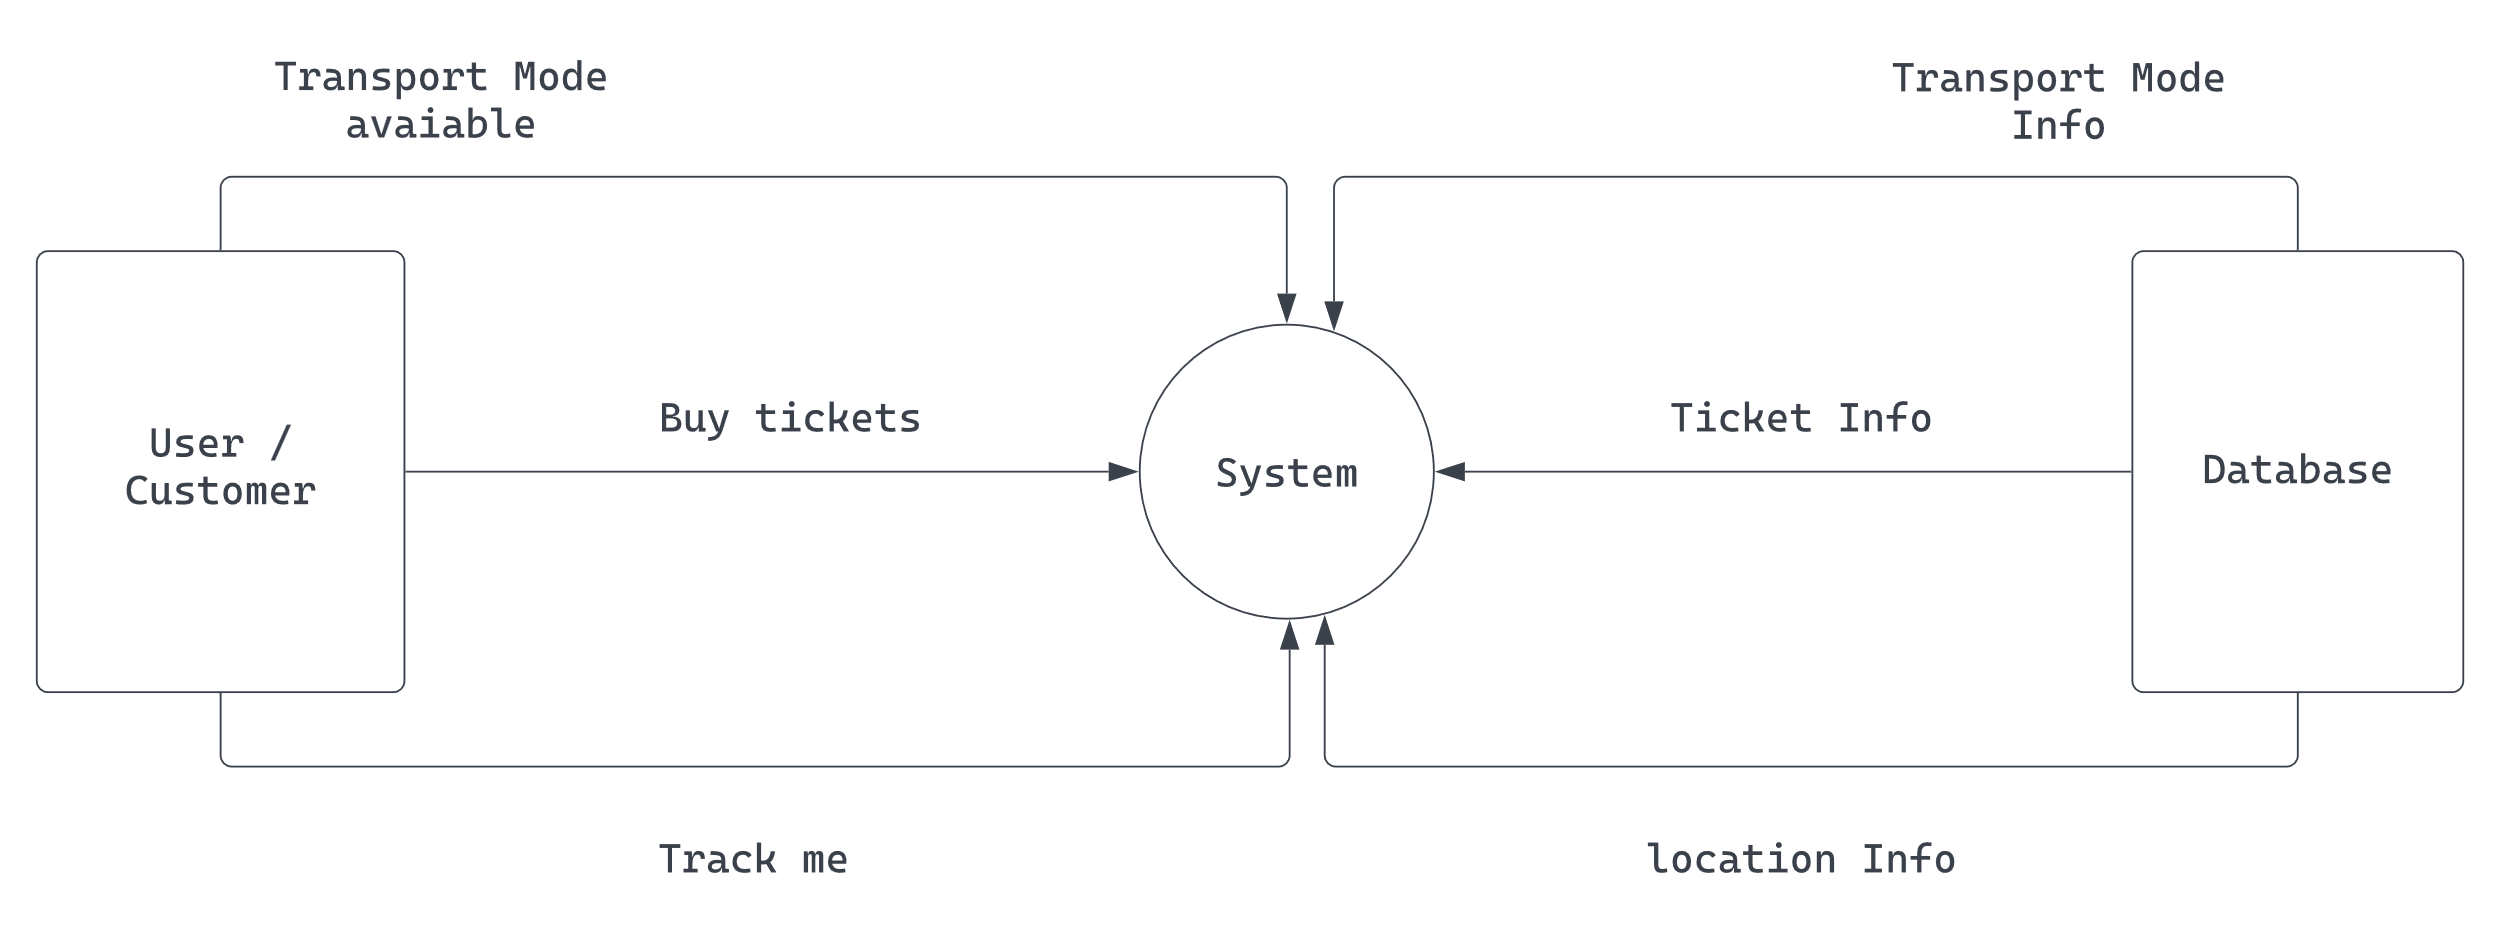 Transport Mode
avaiable
Transport Mode
Info
Buy tickets
Ticket Info
User /
Customer
System
Database
Track me
location Info